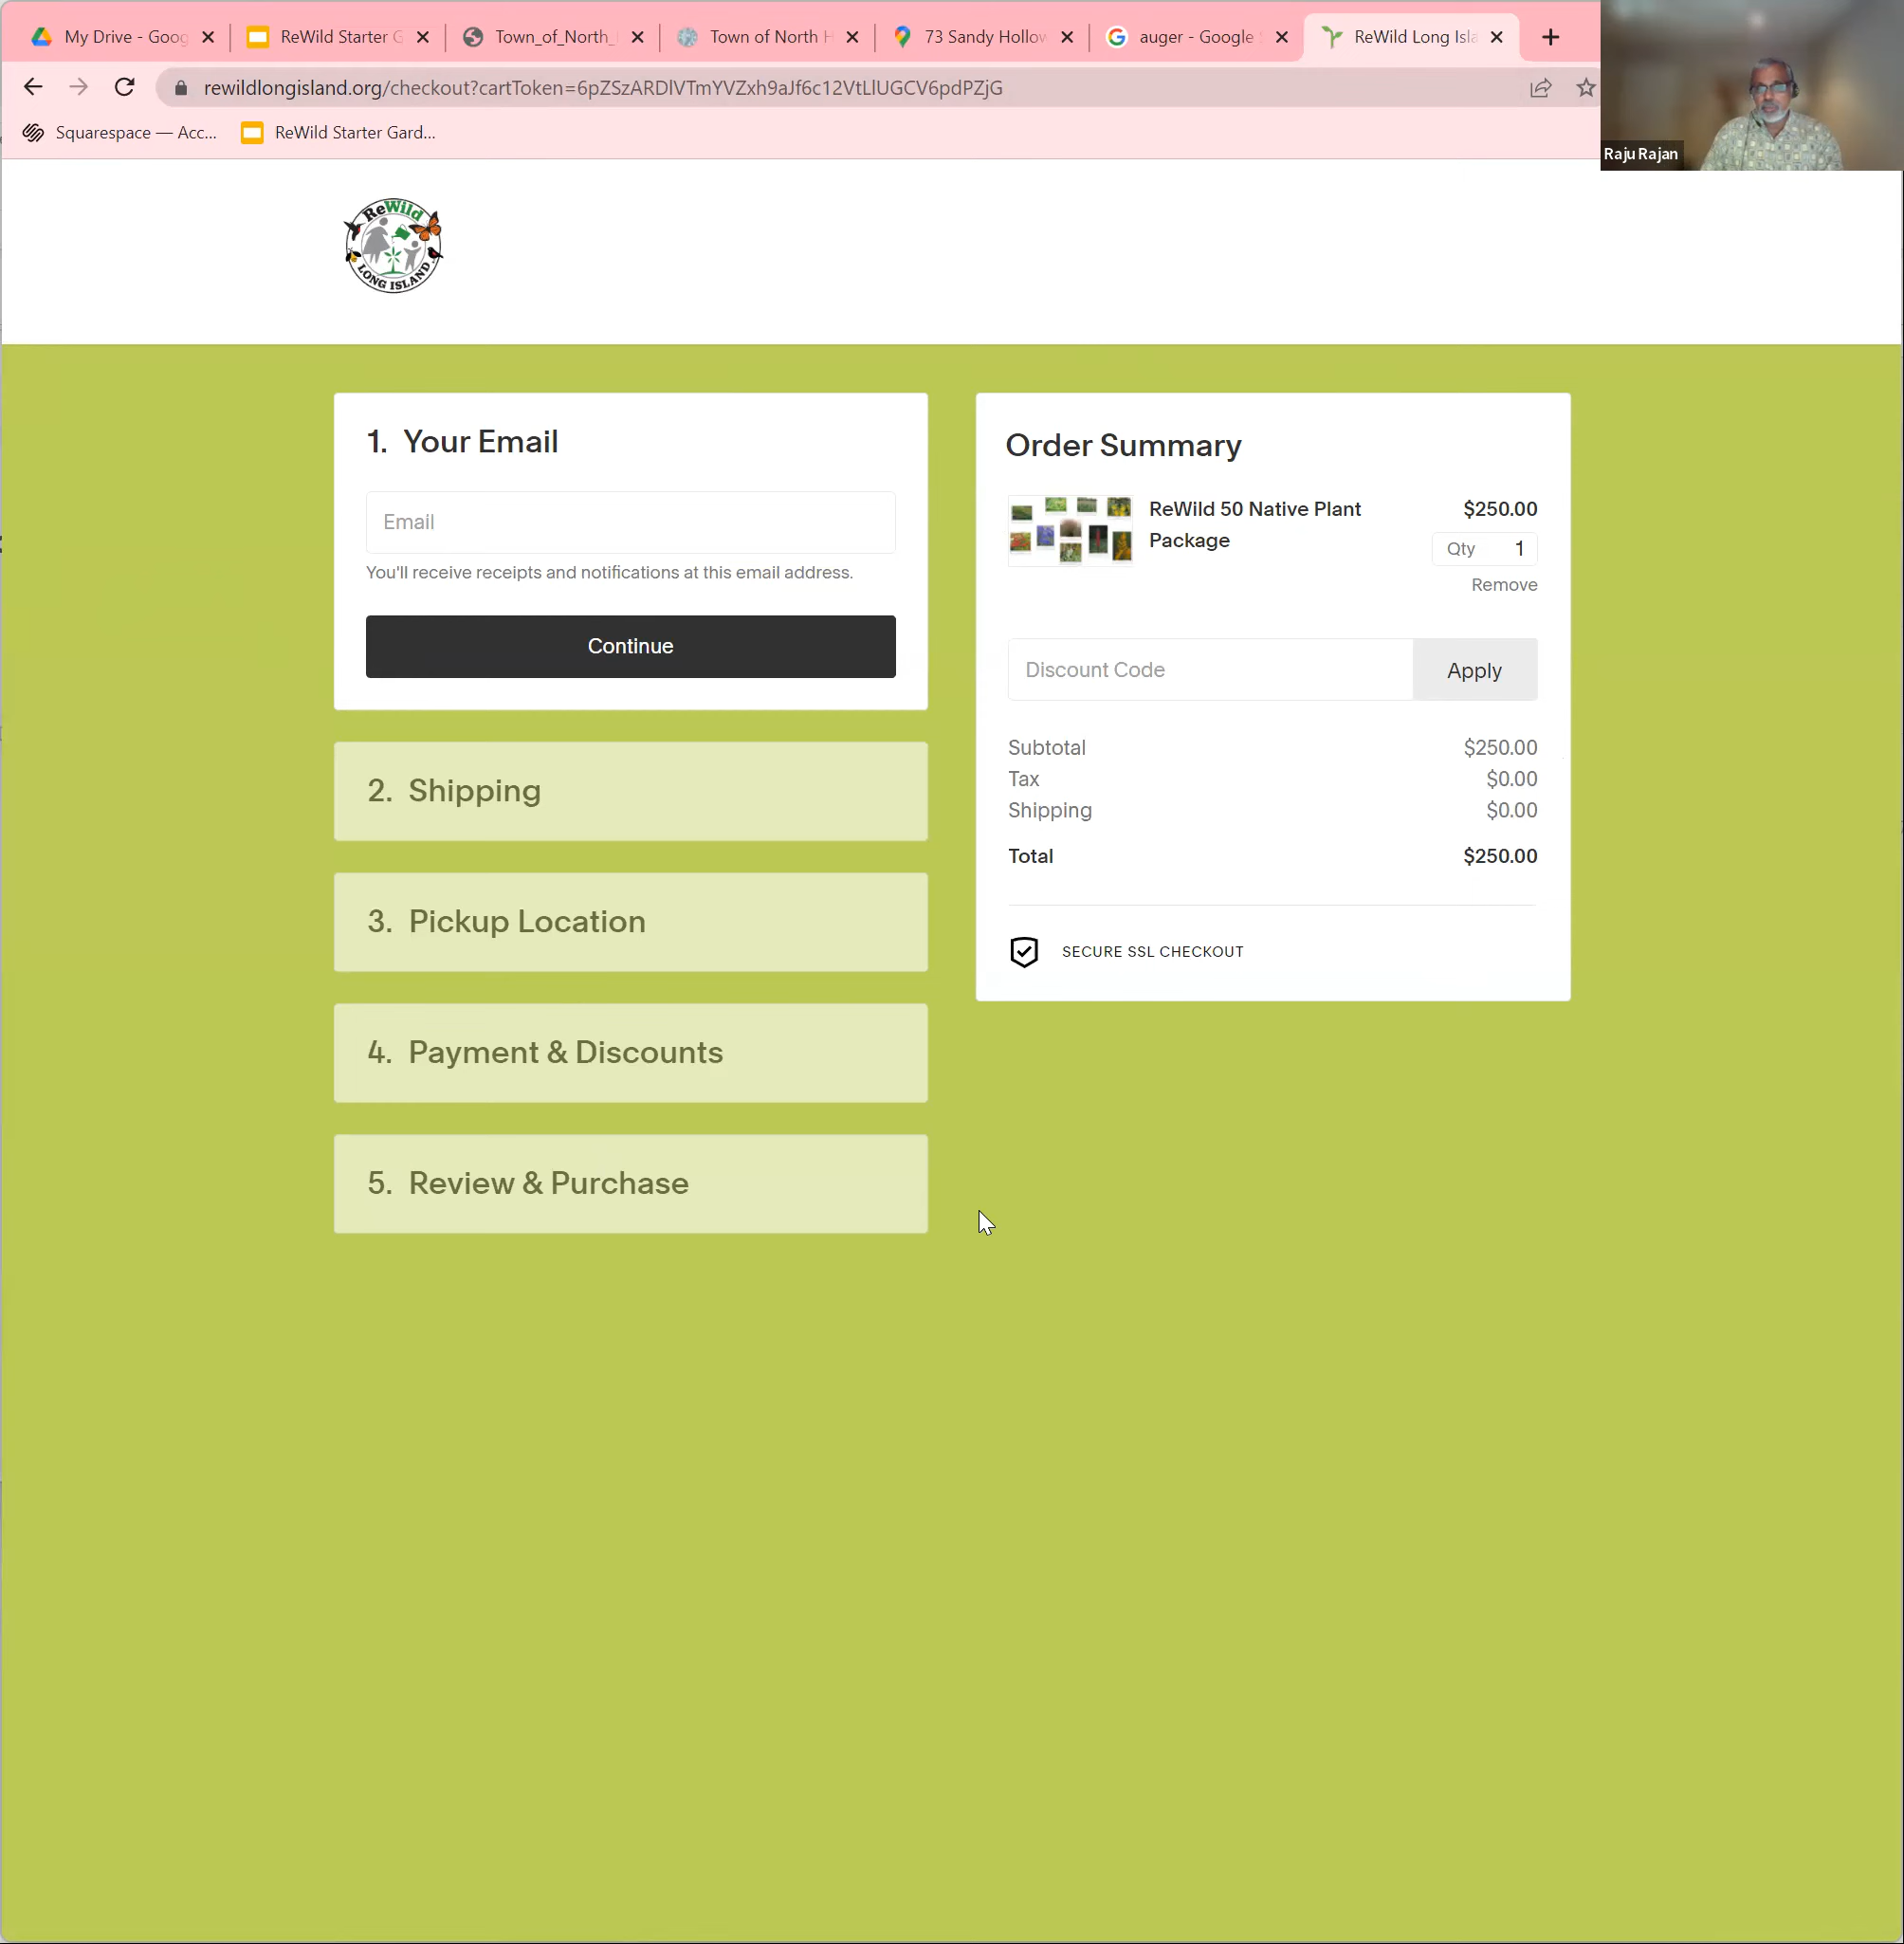 My Drive - Goog
ReWild Starter G
Town_of_North_
Town of North H
73 Sandy Hollow
auger - Google
ReWild Long Isla
rewildlongisland.org/checkout?cartToken=6pZSzARDlVTmYVZxh9aJf6c12VtLlUGCV6pdPZjG
Squarespace — Acc...
ReWild Starter Gard...
Raju Rajan
ReWild
LONG ISLAND
1. Your Email
Email
You'll receive receipts and notifications at this email address.
Continue
2. Shipping
3. Pickup Location
4. Payment & Discounts
5. Review & Purchase
Order Summary
ReWild 50 Native Plant
Package
$250.00
Qty 1
Remove
Discount Code
Apply
Subtotal $250.00
Tax $0.00
Shipping $0.00
Total $250.00
SECURE SSL CHECKOUT